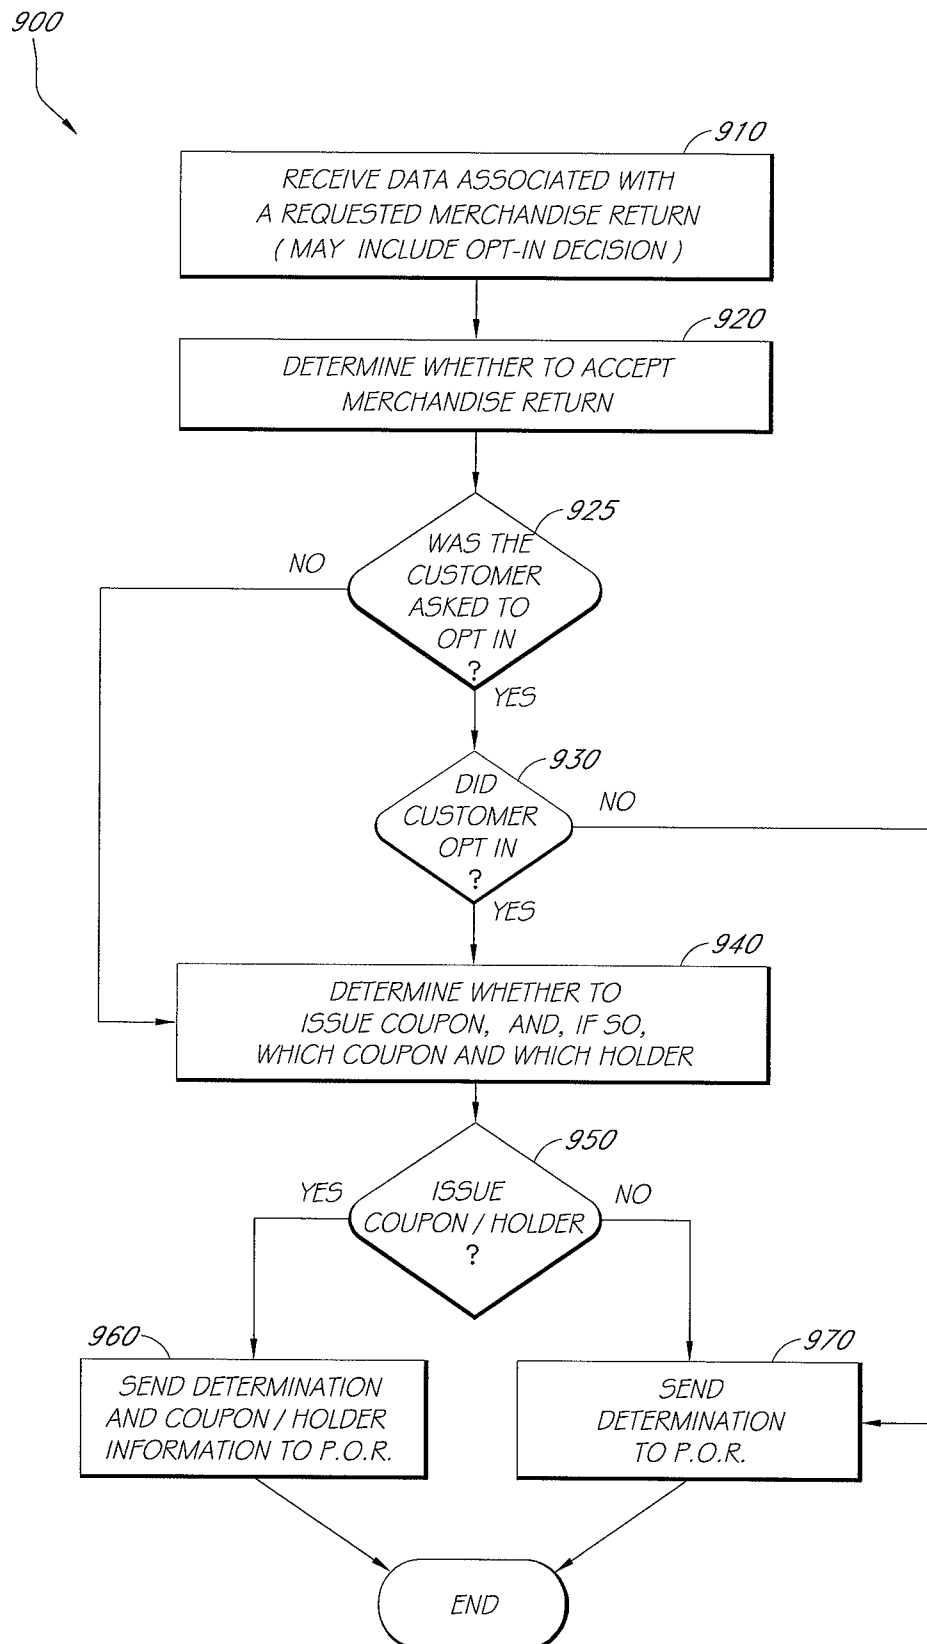 900
910
RECEIVE DATA ASSOCIATED WITH
A REQUESTED MERCHANDISE RETURN
( MAY INCLUDE OPT-IN DECISION )
920
DETERMINE WHETHER TO ACCEPT
MERCHANDISE RETURN
925
WAS THE
CUSTOMER
ASKED TO
OPT IN
?
NO
YES
930
DID
CUSTOMER
OPT IN
?
NO
YES
940
DETERMINE WHETHER TO
ISSUE COUPON, AND, IF SO,
WHICH COUPON AND WHICH HOLDER
950
ISSUE
COUPON / HOLDER
?
YES
NO
960
SEND DETERMINATION
AND COUPON / HOLDER
INFORMATION TO P.O.R.
970
SEND
DETERMINATION
TO P.O.R.
END